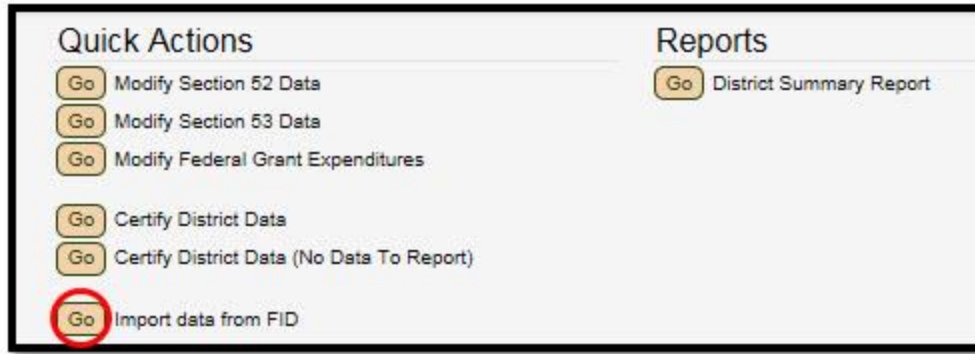 Quick Actions
Go Modify Section 52 Data
Go Modify Section 53 Data
Go Modify Federal Grant Expenditures
Go Certify District Data
Go Certify District Data (No Data To Report)
Go Import data from FID
Reports
Go District Summary Report